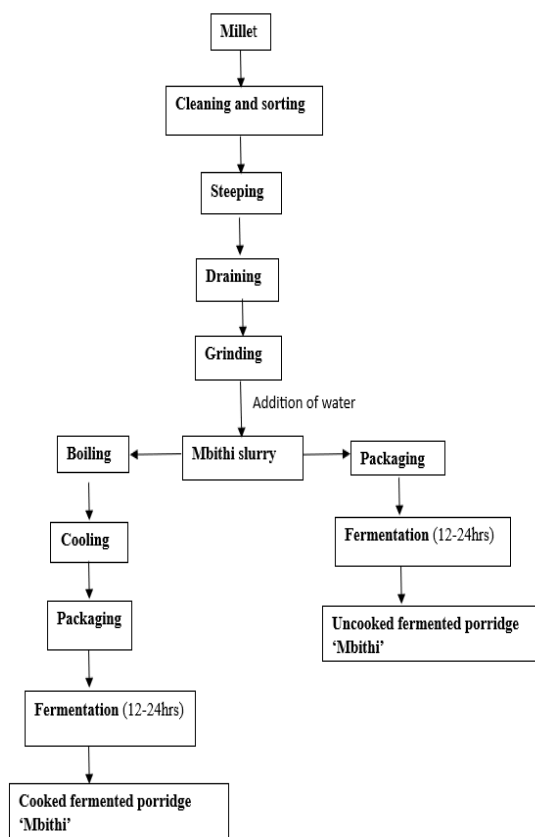 Millet
Cleaning and sorting
Steeping
Draining
Grinding
Addition of water
Boiling
Mbithi slurry
Packaging
Cooling
Fermentation (12-24hrs)
Packaging
Uncooked fermented porridge
‘Mbithi’
Fermentation (12-24hrs)
Cooked fermented porridge
‘Mbithi’